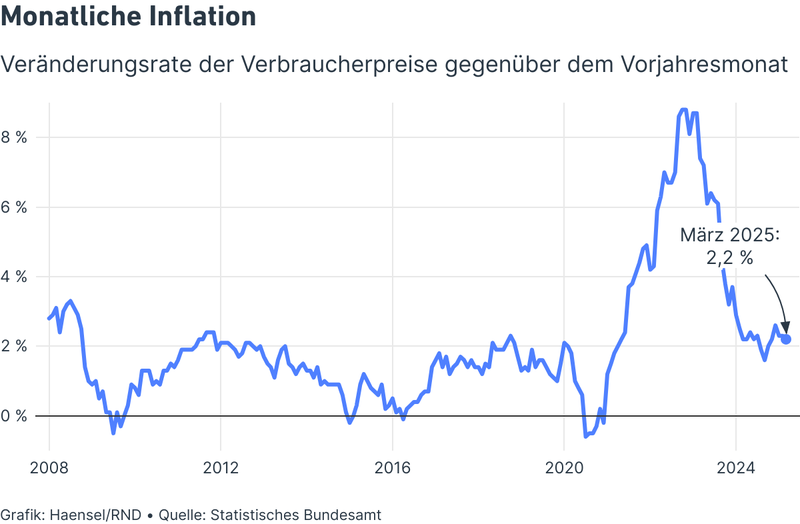 Monatliche Inflation
Veränderungsrate der Verbraucherpreise gegenüber dem Vorjahresmonat
8 %
6 %
März 2025:
2,2 %
4 %
2 %
0 %
2008 2012 2016 2020 2024
Grafik: Haensel/RND • Quelle: Statistisches Bundesamt